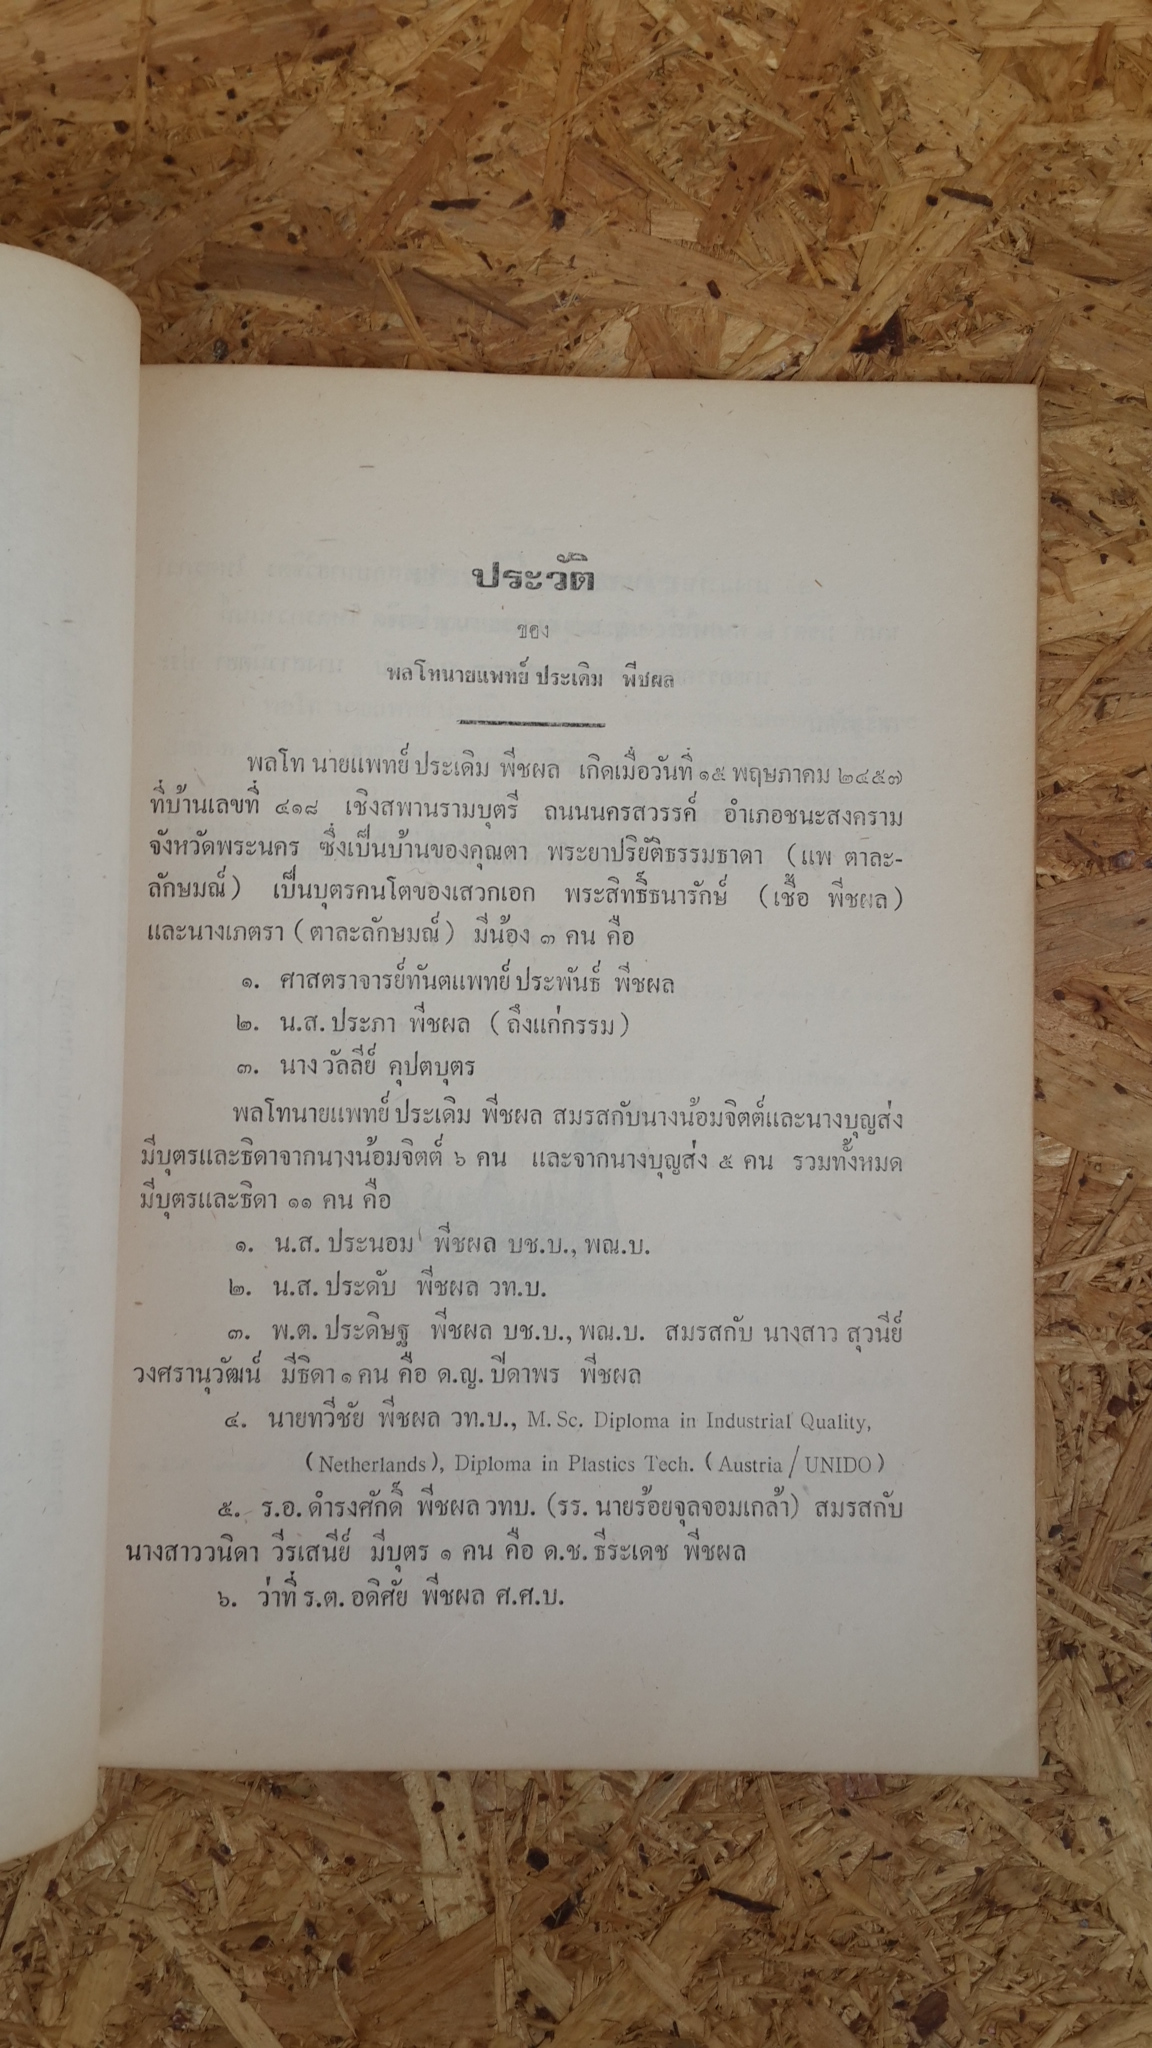 ประวัติ
ของ
พลโทนายแพทย์ ประเดิม พีชผล
พลโท นายแพทย์ ประเดิม พีชผล เกิดเมื่อวันที่ ๑๙ พฤษภาคม ๒๔๕๗
ที่บ้านเลขที่ ๔๑๘ เชิงสพานรามบุตรี ถนนนครสวรรค์ อำเภอชนะสงคราม
จังหวัดพระนคร ซึ่งเป็นบ้านของคุณตา พระยาปริยัติธรรมธาดา (แพ ตาละ-
ลักษมณ์) เป็นบุตรคนโตของเสวกเอก พระสิทธิ์ธนารักษ์ (เชื้อ พีชผล)
และนางเภตรา (ตาละลักษมณ์) มีน้อง ๓ คน คือ
๑. ศาสตราจารย์ทันตแพทย์ ประพันธ์ พีชผล
๒. น.ส. ประภา พีชผล (ถึงแก่กรรม)
๓. นาง วัลลีย์ คุปตบุตร
พลโทนายแพทย์ ประเดิม พีชผล สมรสกับนางน้อมจิตต์และนางบุญส่ง
มีบุตรและธิดาจากนางน้อมจิตต์ ๖ คน และจากนางบุญส่ง ๕ คน รวมทั้งหมด
มีบุตรและธิดา ๑๑ คน คือ
๑. น.ส. ประนอม พีชผล บช.บ., พณ.บ.
๒. น.ส. ประดับ พีชผล วท.บ.
๓. พ.ต. ประดิษฐ พีชผล บช.บ., พณ.บ. สมรสกับ นางสาว สุวนีย์
วงศรานุวัฒน์ มีธิดา ๑ คน คือ ด.ญ. ปีดาพร พีชผล
๔. นายทวีชัย พีชผล วท.บ., M. Sc. Diploma in Industrial Quality,
(Netherlands), Diploma in Plastics Tech. (Austria/UNIDO)
๕. ร.อ. ดำรงศักดิ์ พีชผล วทบ. (รร. นายร้อยจุลจอมเกล้า) สมรสกับ
นางสาววนิดา วีรเสนีย์ มีบุตร ๑ คน คือ ด.ช. ธีระเดช พีชผล
๖. ว่าที่ ร.ต. อดิศัย พีชผล ศ.ศ.บ.